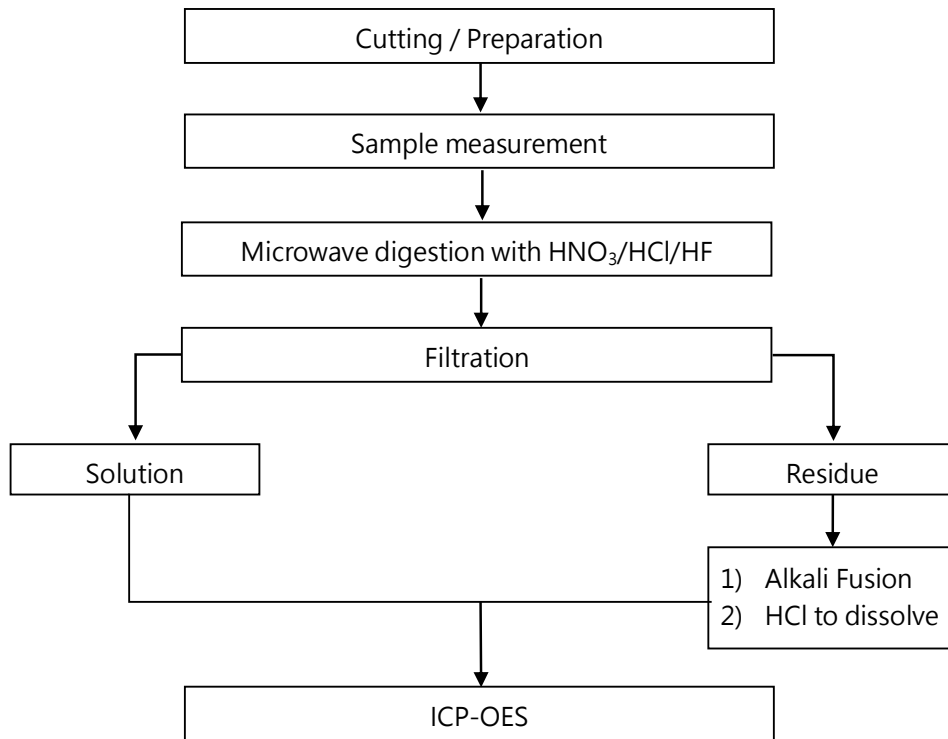 Cutting / Preparation
Sample measurement
Microwave digestion with HNO₃/HCl/HF
Filtration
Solution
Residue
1) Alkali Fusion
2) HCl to dissolve
ICP-OES